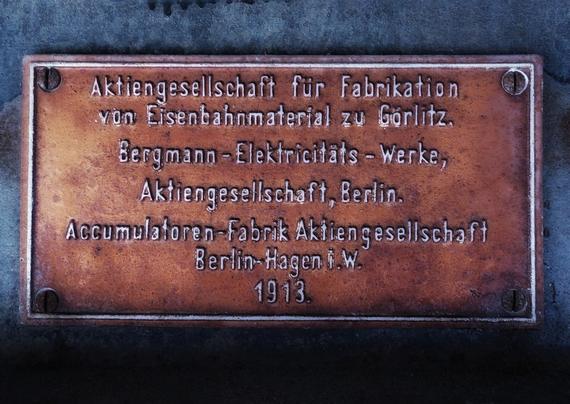 Aktiengesellschaft für Fabrikation
von Eisenbahnmaterial zu Görlitz.
Bergmann-Elektricitäts-Werke,
Aktiengesellschaft, Berlin.
Accumulatoren-Fabrik Aktiengesellschaft
Berlin-Hagen i.W.
1913.